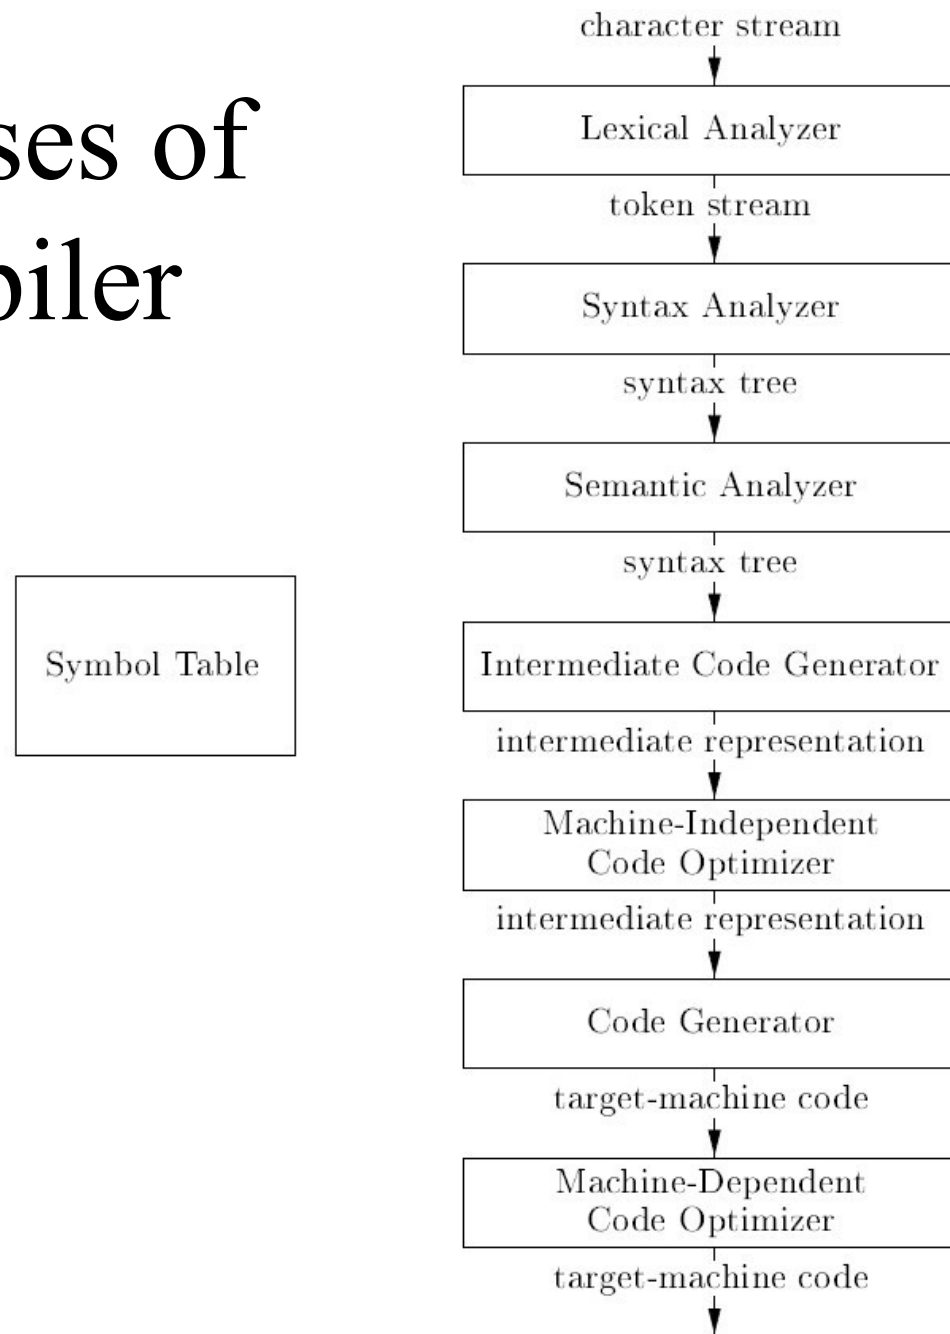 ses of
piler
character stream
Lexical Analyzer
token stream
Syntax Analyzer
syntax tree
Semantic Analyzer
syntax tree
Symbol Table
Intermediate Code Generator
intermediate representation
Machine-Independent
Code Optimizer
intermediate representation
Code Generator
target-machine code
Machine-Dependent
Code Optimizer
target-machine code